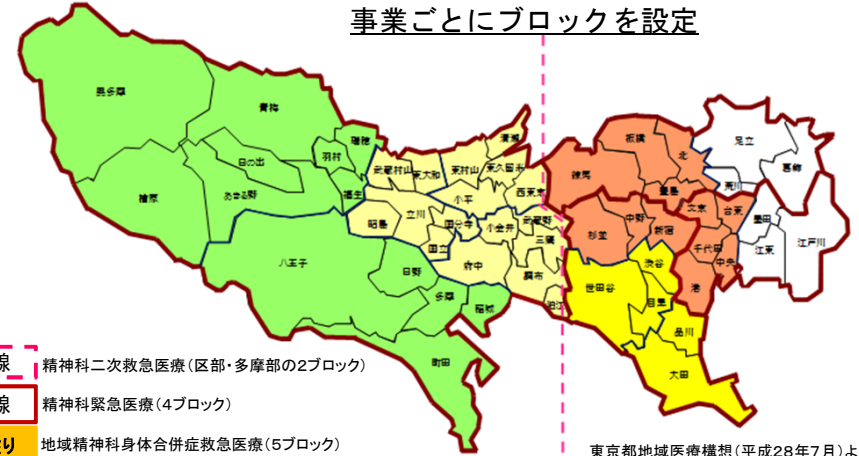 事業ごとにブロックを設定
奥多摩
青梅
瑞穂
羽村
日の出
福生
檜原
あきる野
八王子
日野
多摩
稲城
町田
清瀬
武蔵村山
東大和
東村山
東久留米
西東京
小平
昭島
立川
国分寺
小金井
武蔵野
三鷹
国立
府中
調布
狛江
板橋
北
練馬
豊島
足立
葛飾
荒川
文京
台東
墨田
杉並
中野
新宿
千代田
中央
江東
江戸川
渋谷
港
世田谷
目黒
品川
大田
線 精神科二次救急医療(区部・多摩部の2ブロック)
線 精神科緊急医療(4ブロック)
り 地域精神科身体合併症救急医療(5ブロック)
東京都地域医療構想(平成28年7月)よ